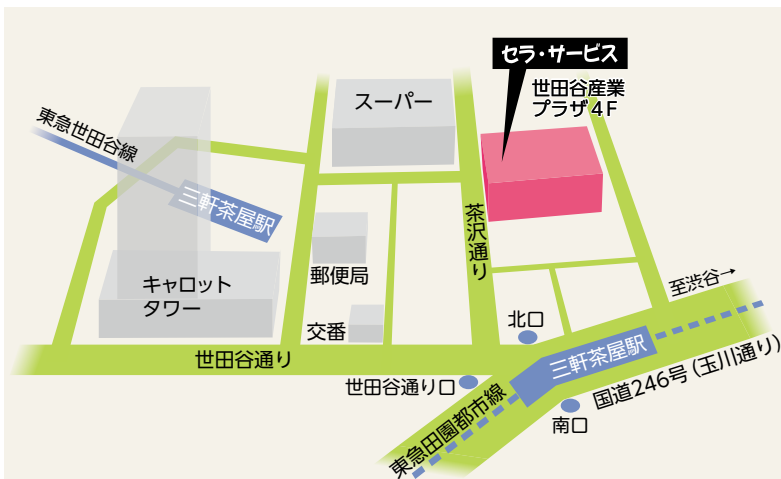 セラ・サービス
世田谷産業
プラザ4F
スーパー
東急世田谷線
三軒茶屋駅
茶沢通り
郵便局
キャロット
タワー
至渋谷→
北口
交番
世田谷通り
三軒茶屋駅
世田谷通り口
国道246号（玉川通り）
東急田園都市線
南口